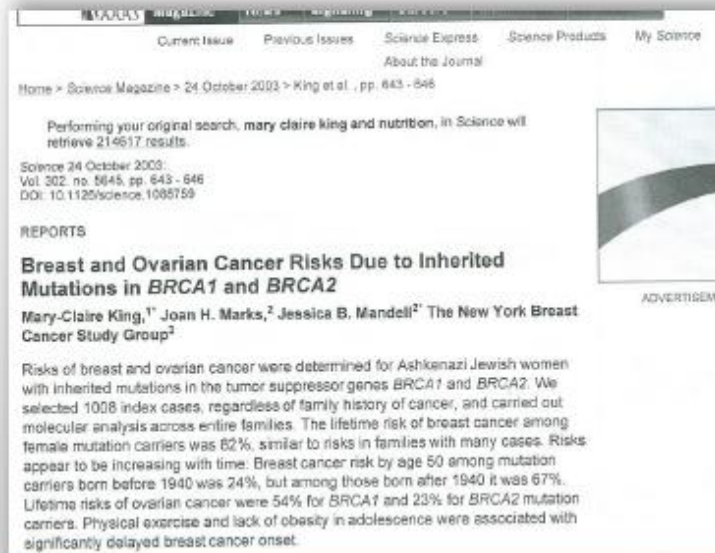 AAAS Magazine News Signaling Careers
Current Issue Previous Issues Science Express Science Products My Science
About the Journal
Home > Science Magazine > 24 October 2003 > King et al., pp. 643 - 646
Performing your original search, mary claire king and nutrition, in Science will
retrieve 214617 results.
Science 24 October 2003:
Vol. 302. no. 5645, pp. 643 - 646
DOI: 10.1126/science.1088759
REPORTS
Breast and Ovarian Cancer Risks Due to Inherited
Mutations in BRCA1 and BRCA2
Mary-Claire King,1* Joan H. Marks,2 Jessica B. Mandell2* The New York Breast
Cancer Study Group3
ADVERTISEM
Risks of breast and ovarian cancer were determined for Ashkenazi Jewish women
with inherited mutations in the tumor suppressor genes BRCA1 and BRCA2. We
selected 1008 index cases, regardless of family history of cancer, and carried out
molecular analysis across entire families. The lifetime risk of breast cancer among
female mutation carriers was 82%, similar to risks in families with many cases. Risks
appear to be increasing with time: Breast cancer risk by age 50 among mutation
carriers born before 1940 was 24%, but among those born after 1940 it was 67%.
Lifetime risks of ovarian cancer were 54% for BRCA1 and 23% for BRCA2 mutation
carriers. Physical exercise and lack of obesity in adolescence were associated with
significantly delayed breast cancer onset.